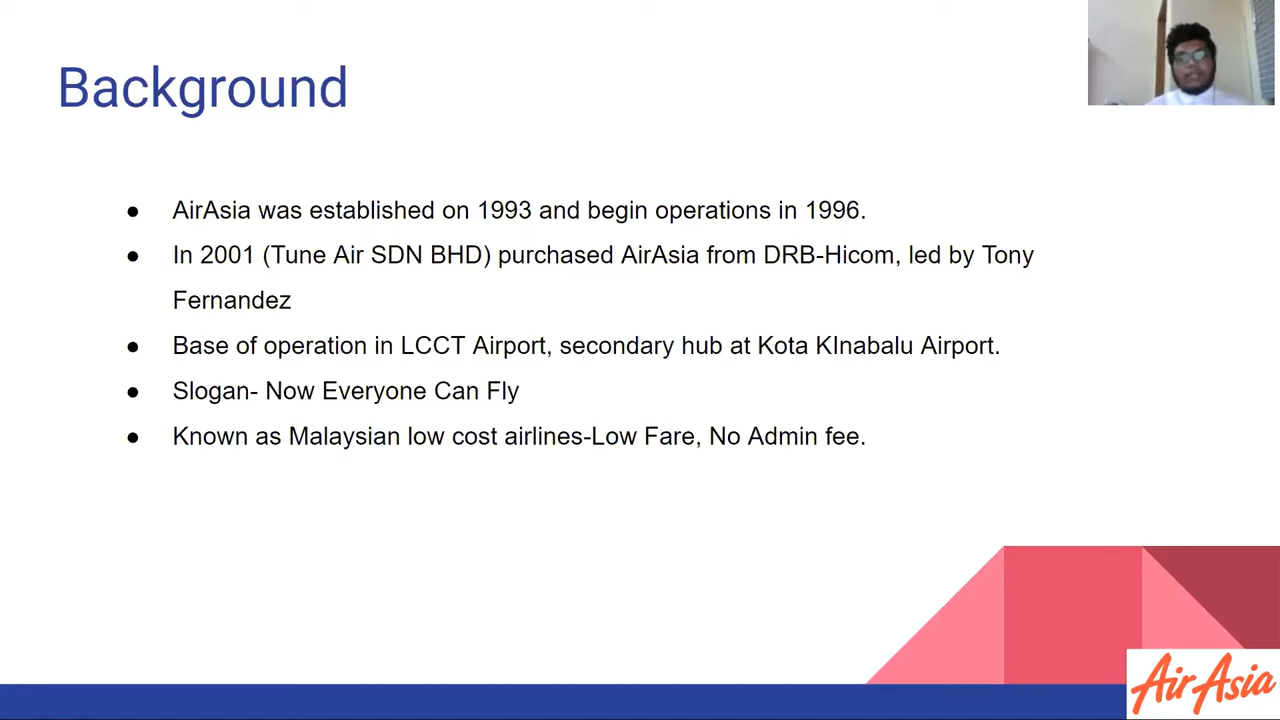 Background
● AirAsia was established on 1993 and begin operations in 1996.
● In 2001 (Tune Air SDN BHD) purchased AirAsia from DRB-Hicom, led by Tony
Fernandez
● Base of operation in LCCT Airport, secondary hub at Kota KInabalu Airport.
● Slogan- Now Everyone Can Fly
● Known as Malaysian low cost airlines-Low Fare, No Admin fee.
AirAsia